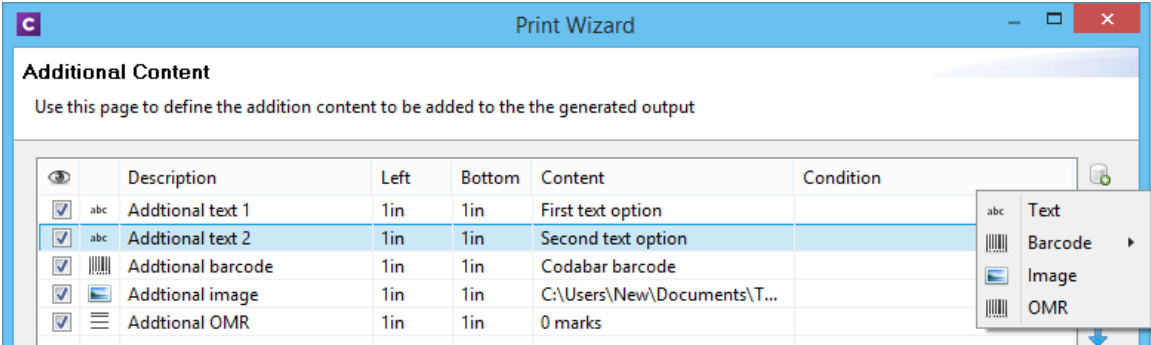 C Print Wizard
Additional Content
Use this page to define the addition content to be added to the the generated output
Description Left Bottom Content Condition
abc Addtional text 1 1in 1in First text option
abc Text
abc Addtional text 2 1in 1in Second text option
Barcode
Addtional barcode 1in 1in Codabar barcode
Image
Addtional image 1in 1in C:\Users\New\Documents\T...
OMR
Addtional OMR 1in 1in 0 marks